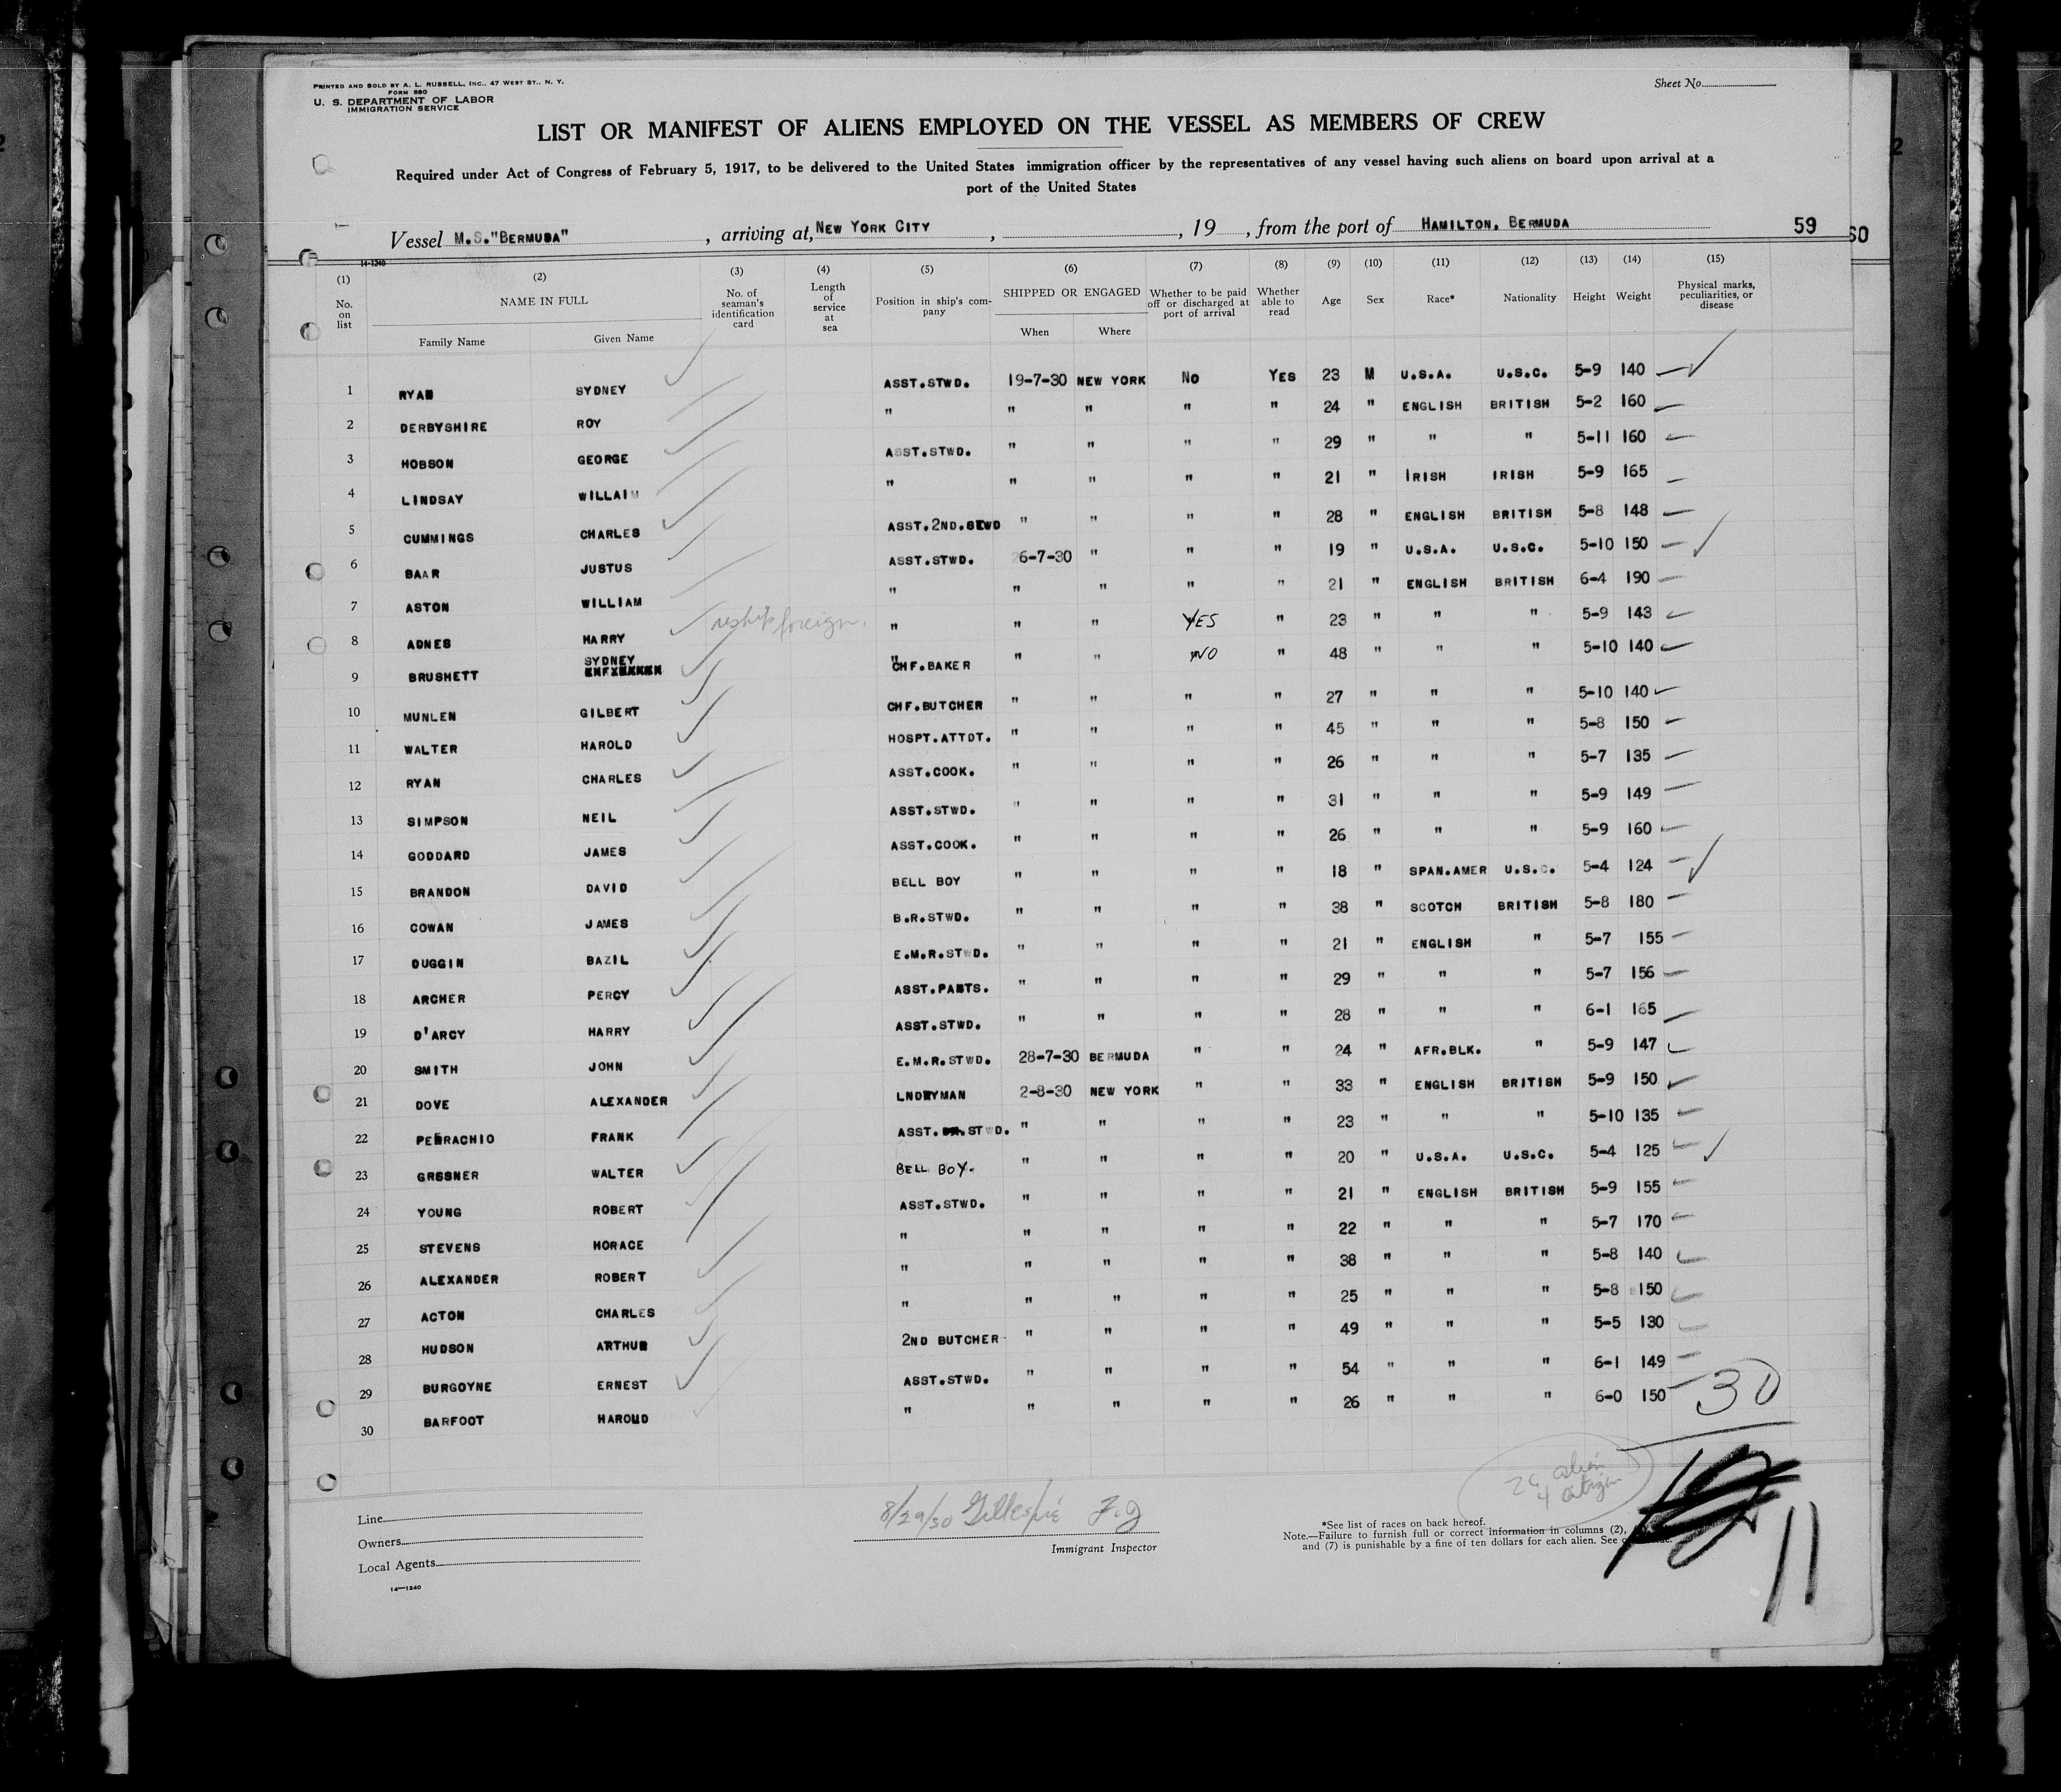 PRINTED AND SOLD BY A. L. RUSSELL, INC., 47 WEST ST., N. Y.
FORM 680
U. S. DEPARTMENT OF LABOR
IMMIGRATION SERVICE
Sheet No.
LIST OR MANIFEST OF ALIENS EMPLOYED ON THE VESSEL AS MEMBERS OF CREW
Required under Act of Congress of February 5, 1917, to be delivered to the United States immigration officer by the representatives of any vessel having such aliens on board upon arrival at a
port of the United States
Vessel M.S."BERMUDA" , arriving at, NEW YORK CITY , , 19 , from the port of HAMILTON, BERMUDA 59
14-1240
(1) No. on list (2) NAME IN FULL Family Name Given Name (3) No. of seaman's identification card (4) Length of service at sea (5) Position in ship's company (6) SHIPPED OR ENGAGED When Where (7) Whether to be paid off or discharged at port of arrival (8) Whether able to read (9) Age (10) Sex (11) Race* (12) Nationality (13) Height (14) Weight (15) Physical marks, peculiarities, or disease
1 RYAN SYDNEY ASST.STWD. 19-7-30 NEW YORK NO YES 23 M U.S.A. U.S.C. 5-9 140
2 DERBYSHIRE ROY " " " " " 24 " ENGLISH BRITISH 5-2 160
3 HOBSON GEORGE ASST.STWD. " " " " 29 " " " 5-11 160
4 LINDSAY WILLAIM " " " " " 21 " IRISH IRISH 5-9 165
5 CUMMINGS CHARLES ASST.2ND.STWD " " " " 28 " ENGLISH BRITISH 5-8 148
6 BAAR JUSTUS ASST.STWD. 26-7-30 " " " 19 " U.S.A. U.S.C. 5-10 150
7 ASTON WILLIAM " " " " " 21 " ENGLISH BRITISH 6-4 190
8 ADNES HARRY reships foreign. " " " YES " 23 " " " 5-9 143
9 BRUSHETT SYDNEY " CHF.BAKER " " NO " 48 " " " 5-10 140
10 MUNLEN GILBERT CHF.BUTCHER " " " " 27 " " " 5-10 140
11 WALTER HAROLD HOSPT.ATTDT. " " " " 45 " " " 5-8 150
12 RYAN CHARLES ASST.COOK. " " " " 26 " " " 5-7 135
13 SIMPSON NEIL ASST.STWD. " " " " 31 " " " 5-9 149
14 GODDARD JAMES ASST.COOK. " " " " 26 " " " 5-9 160
15 BRANDON DAVID BELL BOY " " " " 18 " SPAN.AMER U.S.C. 5-4 124
16 COWAN JAMES B.R.STWD. " " " " 38 " SCOTCH BRITISH 5-8 180
17 DUGGIN BAZIL E.M.R.STWD. " " " " 21 " ENGLISH " 5-7 155
18 ARCHER PERCY ASST.PANTS. " " " " 29 " " " 5-7 156
19 D'ARCY HARRY ASST.STWD. " " " " 28 " " " 6-1 165
20 SMITH JOHN E.M.R.STWD. 28-7-30 BERMUDA " " 24 " AFR.BLK. " 5-9 147
21 DOVE ALEXANDER LNDRYMAN 2-8-30 NEW YORK " " 33 " ENGLISH BRITISH 5-9 150
22 PERRACHIO FRANK ASST. STWD. " " " " 23 " " " 5-10 135
23 GRSSNER WALTER BELL BOY. " " " " 20 " U.S.A. U.S.C. 5-4 125
24 YOUNG ROBERT ASST.STWD. " " " " 21 " ENGLISH BRITISH 5-9 155
25 STEVENS HORACE " " " " " 22 " " " 5-7 170
26 ALEXANDER ROBERT " " " " " 38 " " " 5-8 140
27 ACTON CHARLES " " " " " 25 " " " 5-8 150
28 HUDSON ARTHUR 2ND BUTCHER " " " " 49 " " " 5-5 130
29 BURGOYNE ERNEST ASST.STWD. " " " " 54 " " " 6-1 149
30 BARFOOT HAROLD " " " " " 26 " " " 6-0 150
30
26 alien
4 citizen
11
Line
Owners
Local Agents
14-1240
8/29/30 Gillespie
Immigrant Inspector
*See list of races on back hereof.
Note.—Failure to furnish full or correct information in columns (2),
and (7) is punishable by a fine of ten dollars for each alien. See